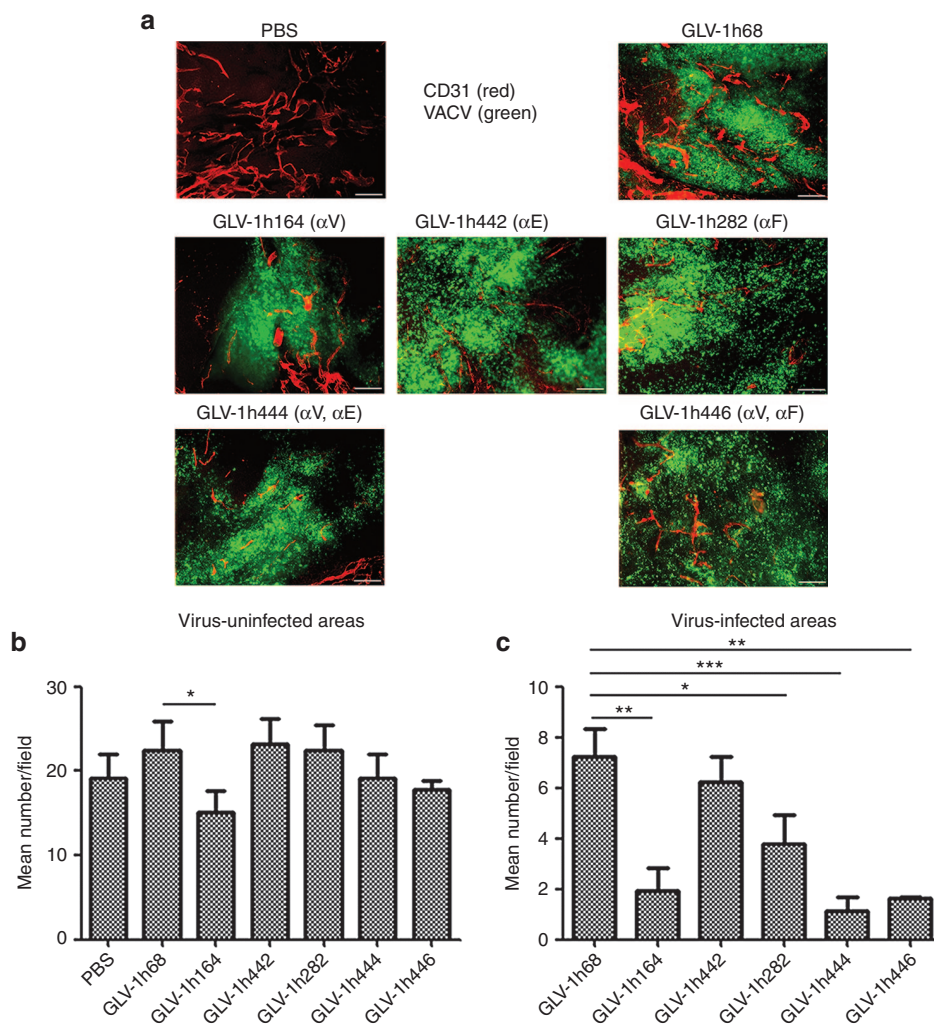 a
PBS
GLV-1h68
CD31 (red)
VACV (green)
GLV-1h164 (αV)
GLV-1h442 (αE)
GLV-1h282 (αF)
GLV-1h444 (αV, αE)
GLV-1h446 (αV, αF)
b
Virus-uninfected areas
Mean number/field
30
20
10
0
*
PBS
GLV-1h68
GLV-1h164
GLV-1h442
GLV-1h282
GLV-1h444
GLV-1h446
c
Virus-infected areas
**
***
*
**
Mean number/field
10
8
6
4
2
0
GLV-1h68
GLV-1h164
GLV-1h442
GLV-1h282
GLV-1h444
GLV-1h446